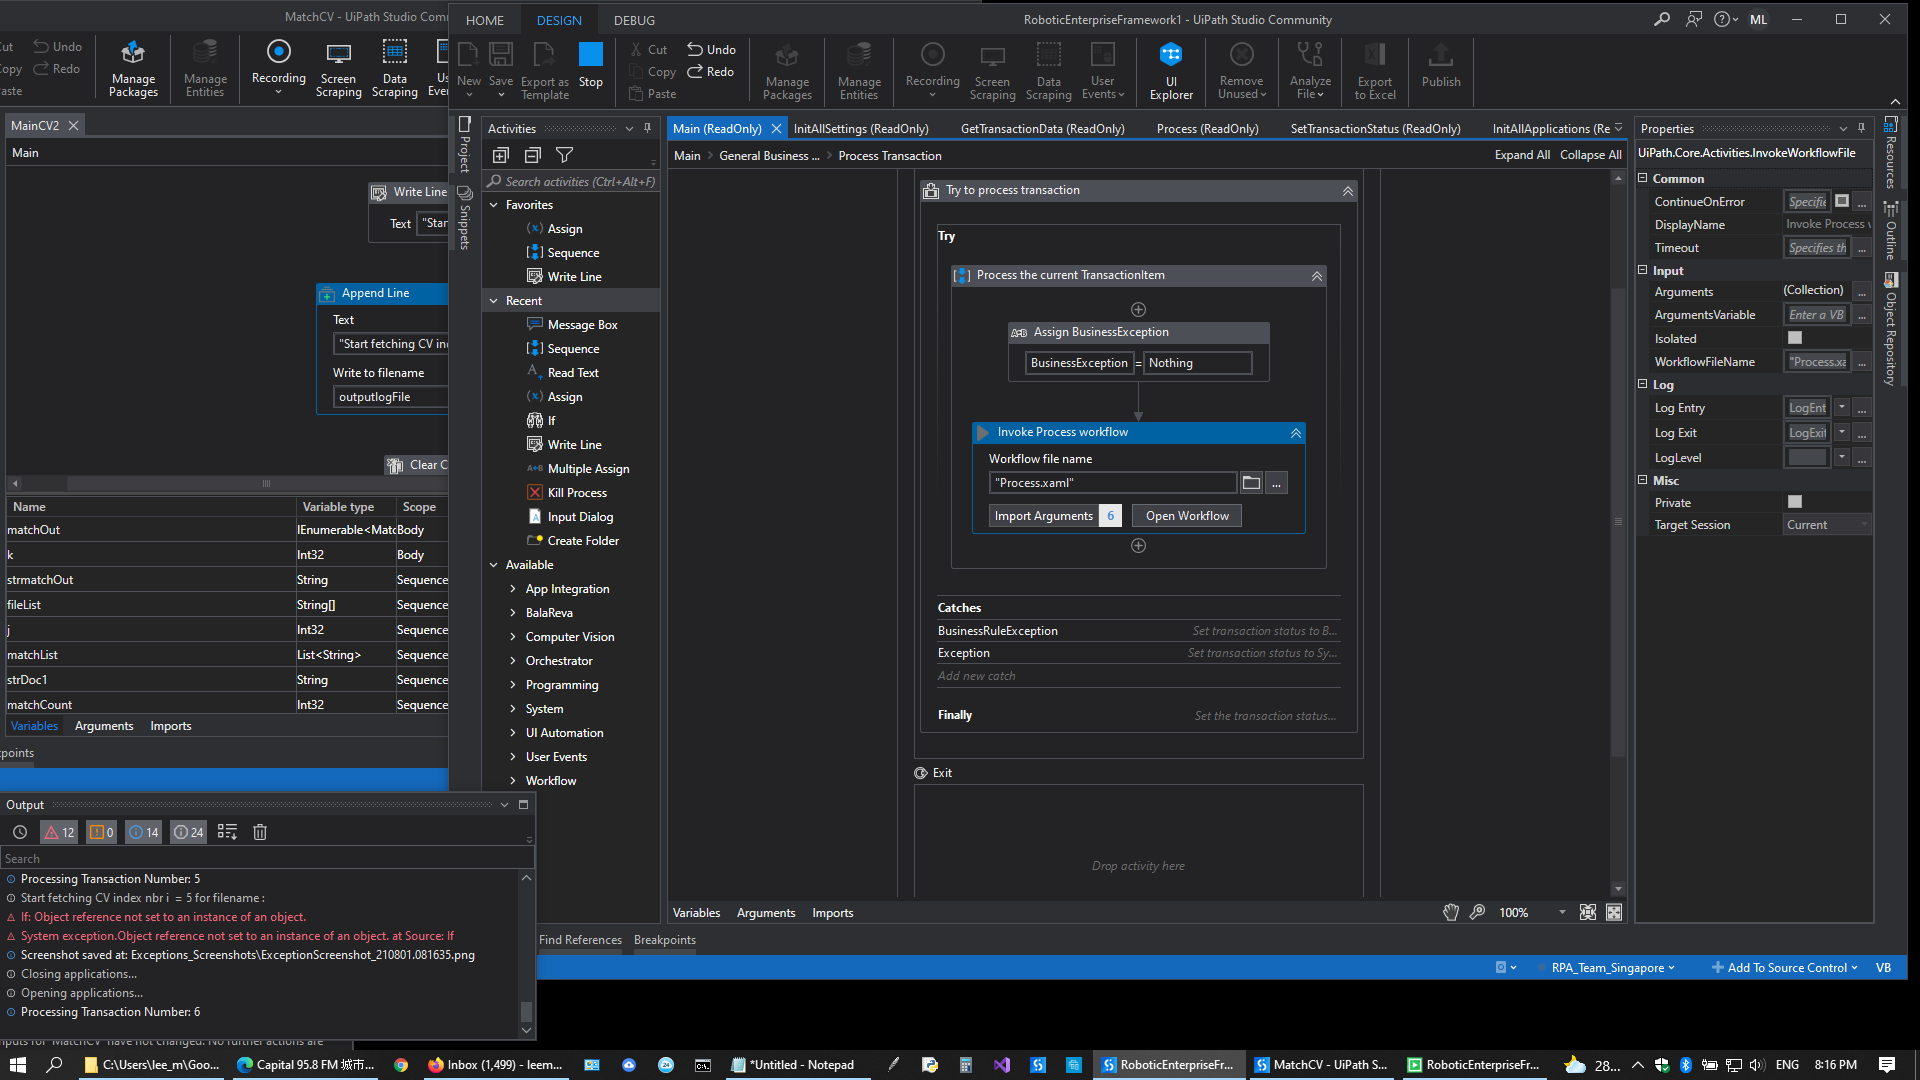 MatchCV - UiPath Studio Comm
Cut
Undo
Copy
Redo
Paste
Manage Packages
Manage Entities
Recording
Screen Scraping
Data Scraping
MainCV2
Main
Write Line
Text
"Star
Append Line
Text
"Start fetching CV ind
Write to filename
outputlogFile
Clear C
Name Variable type Scope
matchOut IEnumerable<Matc Body
k Int32 Body
strmatchOut String Sequence
fileList String[] Sequence
j Int32 Sequence
matchList List<String> Sequence
strDoc1 String Sequence
matchCount Int32 Sequence
Variables Arguments Imports
HOME DESIGN DEBUG
RoboticEnterpriseFramework1 - UiPath Studio Community
ML
New
Save
Export as Template
Stop
Cut
Copy
Paste
Undo
Redo
Manage Packages
Manage Entities
Recording
Screen Scraping
Data Scraping
User Events
UI Explorer
Remove Unused
Analyze File
Export to Excel
Publish
Project
Snippets
Activities
Search activities (Ctrl+Alt+F)
Favorites
Assign
Sequence
Write Line
Recent
Message Box
Sequence
Read Text
Assign
If
Write Line
Multiple Assign
Kill Process
Input Dialog
Create Folder
Available
App Integration
BalaReva
Computer Vision
Orchestrator
Programming
System
UI Automation
User Events
Workflow
Main (ReadOnly) InitAllSettings (ReadOnly) GetTransactionData (ReadOnly) Process (ReadOnly) SetTransactionStatus (ReadOnly) InitAllApplications (Re
Main > General Business ... > Process Transaction
Expand All Collapse All
Try to process transaction
Try
Process the current TransactionItem
Assign BusinessException
BusinessException = Nothing
Invoke Process workflow
Workflow file name
"Process.xaml"
...
Import Arguments 6 Open Workflow
Catches
BusinessRuleException Set transaction status to B...
Exception Set transaction status to Sy...
Add new catch
Finally Set the transaction status...
Exit
Drop activity here
Variables Arguments Imports
100%
Find References Breakpoints
RPA_Team_Singapore
Add To Source Control
VB
Properties
UiPath.Core.Activities.InvokeWorkflowFile
Common
ContinueOnError Specifie ...
DisplayName Invoke Process v
Timeout Specifies th ...
Input
Arguments (Collection) ...
ArgumentsVariable Enter a VB ...
Isolated
WorkflowFileName "Process.xa ...
Log
Log Entry LogEnt ...
Log Exit LogExit ...
LogLevel ...
Misc
Private
Target Session Current
Resources
Outline
Object Repository
Output
12 0 14 24
Search
Processing Transaction Number: 5
Start fetching CV index nbr i = 5 for filename :
If: Object reference not set to an instance of an object.
System exception.Object reference not set to an instance of an object. at Source: If
Screenshot saved at: Exceptions_Screenshots\ExceptionScreenshot_210801.081635.png
Closing applications...
Opening applications...
Processing Transaction Number: 6
C:\Users\lee_m\Goo...
Capital 95.8 FM 城市...
Inbox (1,499) - leem...
*Untitled - Notepad
RoboticEnterpriseFr...
MatchCV - UiPath S...
RoboticEnterpriseFr...
28...
ENG
8:16 PM